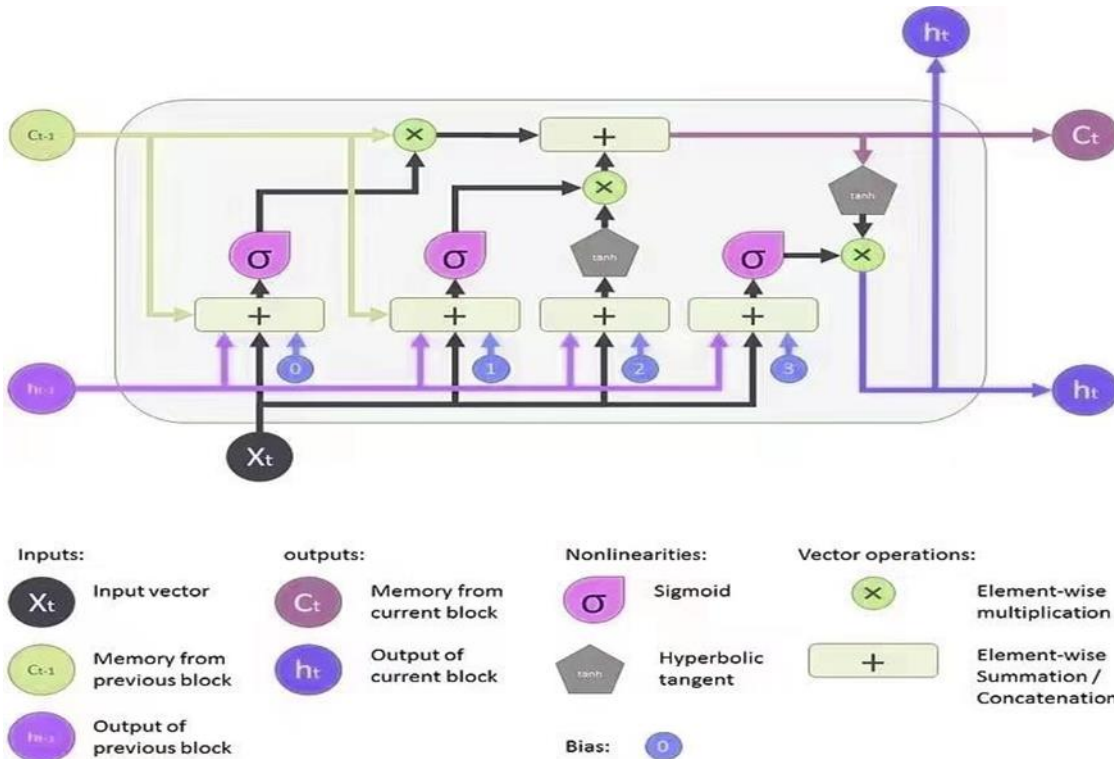 hₜ
Cₜ₋₁
×
+
Cₜ
×
tanh
σ
σ
tanh
σ
×
+
+
+
+
0
1
2
3
hₜ₋₁
hₜ
Xₜ
Inputs:
outputs:
Nonlinearities:
Vector operations:
Xₜ
Input vector
Cₜ
Memory from
current block
σ
Sigmoid
×
Element-wise
multiplication
Cₜ₋₁
Memory from
previous block
hₜ
Output of
current block
tanh
Hyperbolic
tangent
+
Element-wise
Summation /
Concatenation
hₜ₋₁
Output of
previous block
Bias:
0